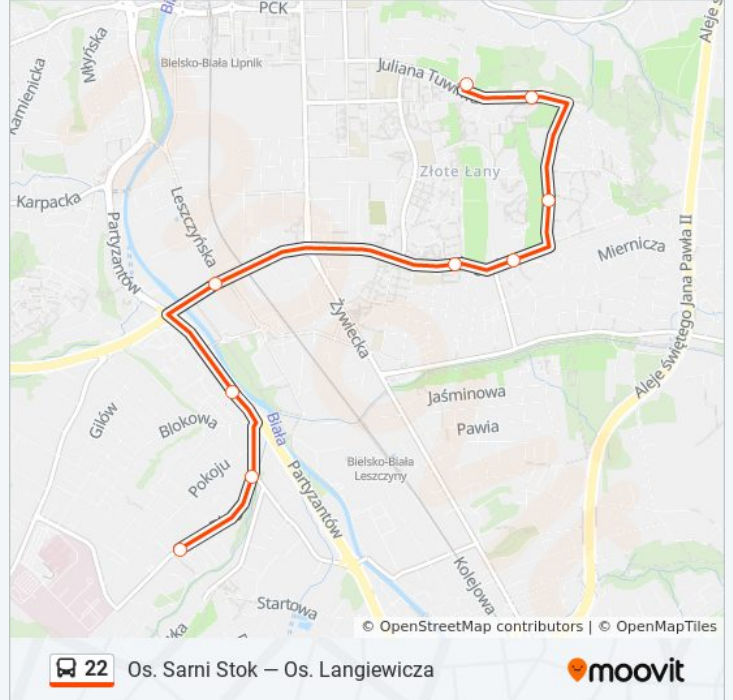 PCK
Aleje ś
Młyńska
Kamienicka
Bielsko-Biała Lipnik
Juliana Tuwima
Złote Łany
Karpacka
Leszczyńska
Partyzantów
Miernicza
Aleje świętego Jana Pawła II
Żywiecka
Jaśminowa
Gilów
Blokowa
Biała
Pawia
Pokoju
Bielsko-Biała
Leszczyny
Partyzantów
Kolejowa
Startowa
© OpenStreetMap contributors | © OpenMapTiles
22 Os. Sarni Stok — Os. Langiewicza
moovit